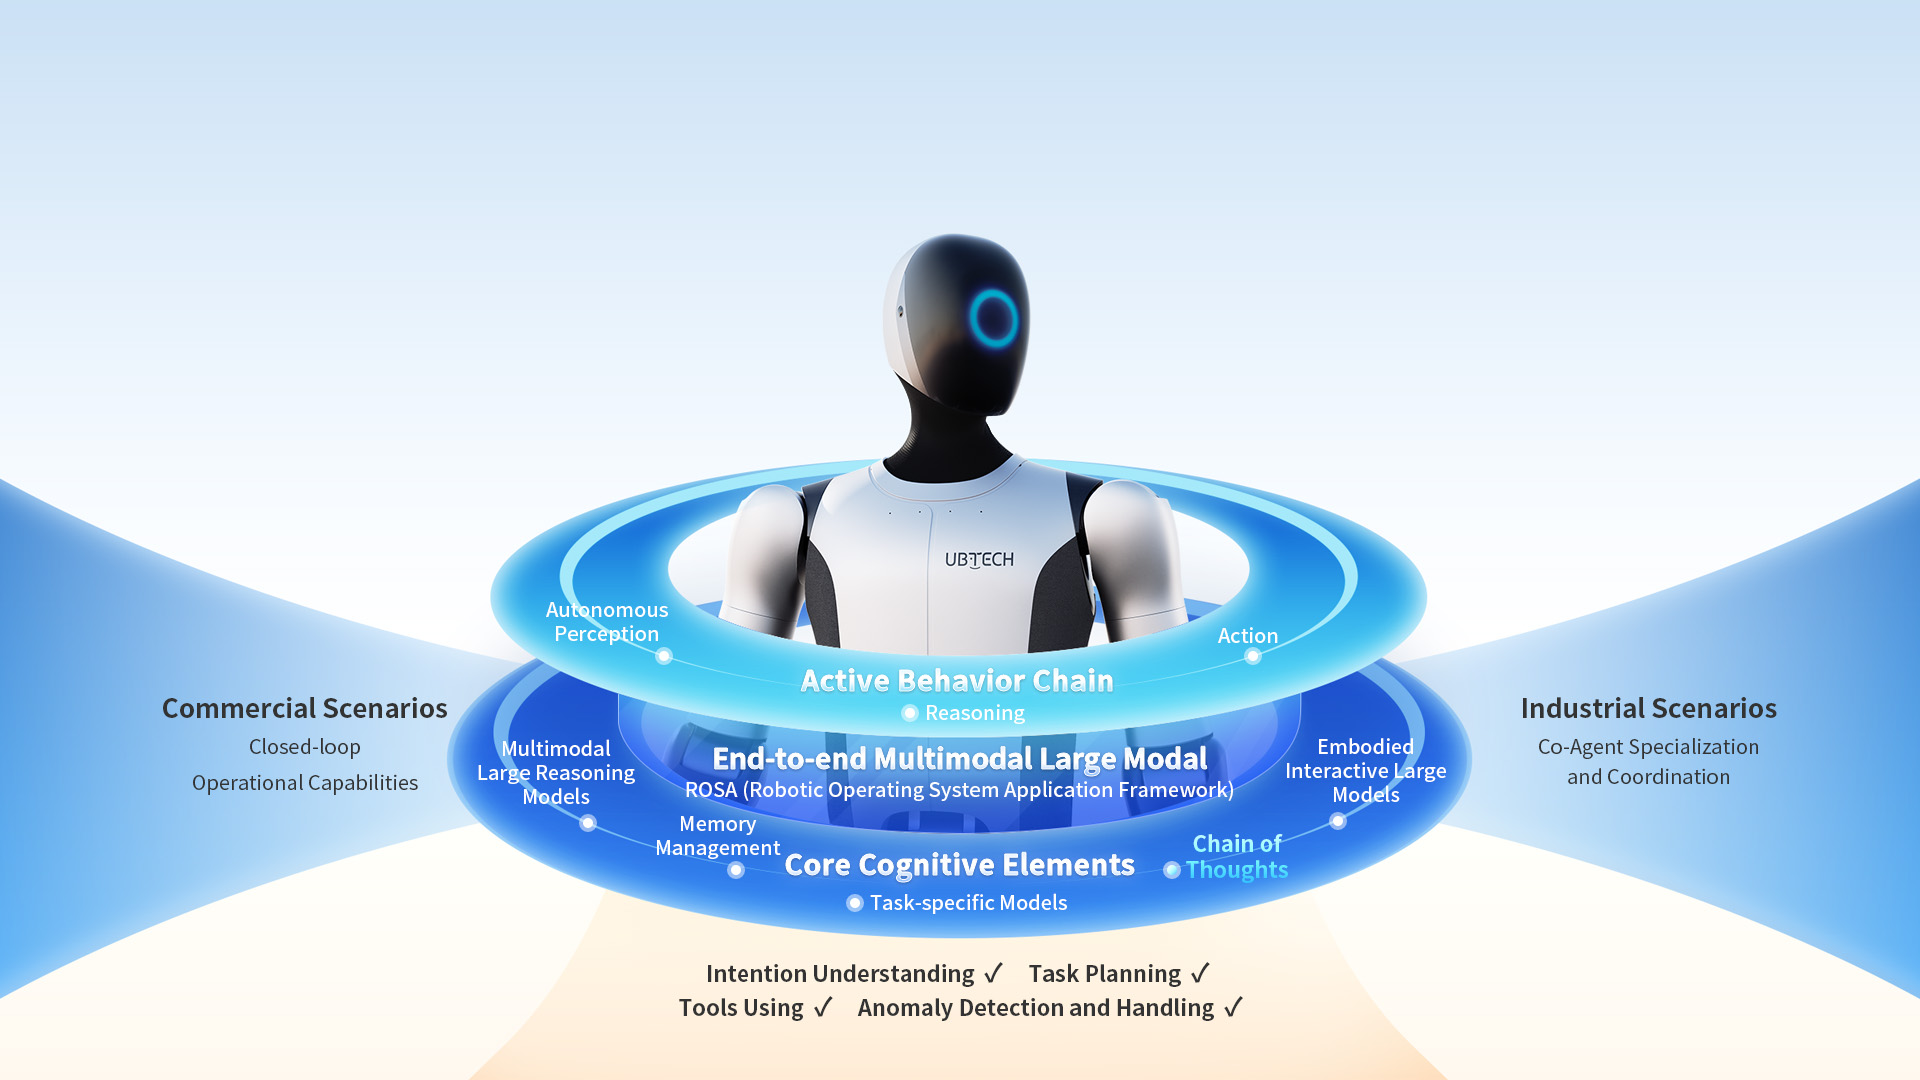 UBTECH
Autonomous
Perception
Action
Active Behavior Chain
Reasoning
Commercial Scenarios
Closed-loop
Operational Capabilities
Industrial Scenarios
Co-Agent Specialization
and Coordination
Multimodal
Large Reasoning
Models
End-to-end Multimodal Large Modal
ROSA (Robotic Operating System Application Framework)
Embodied
Interactive Large
Models
Memory
Management
Core Cognitive Elements
Chain of
Thoughts
Task-specific Models
Intention Understanding ✓ Task Planning ✓
Tools Using ✓ Anomaly Detection and Handling ✓